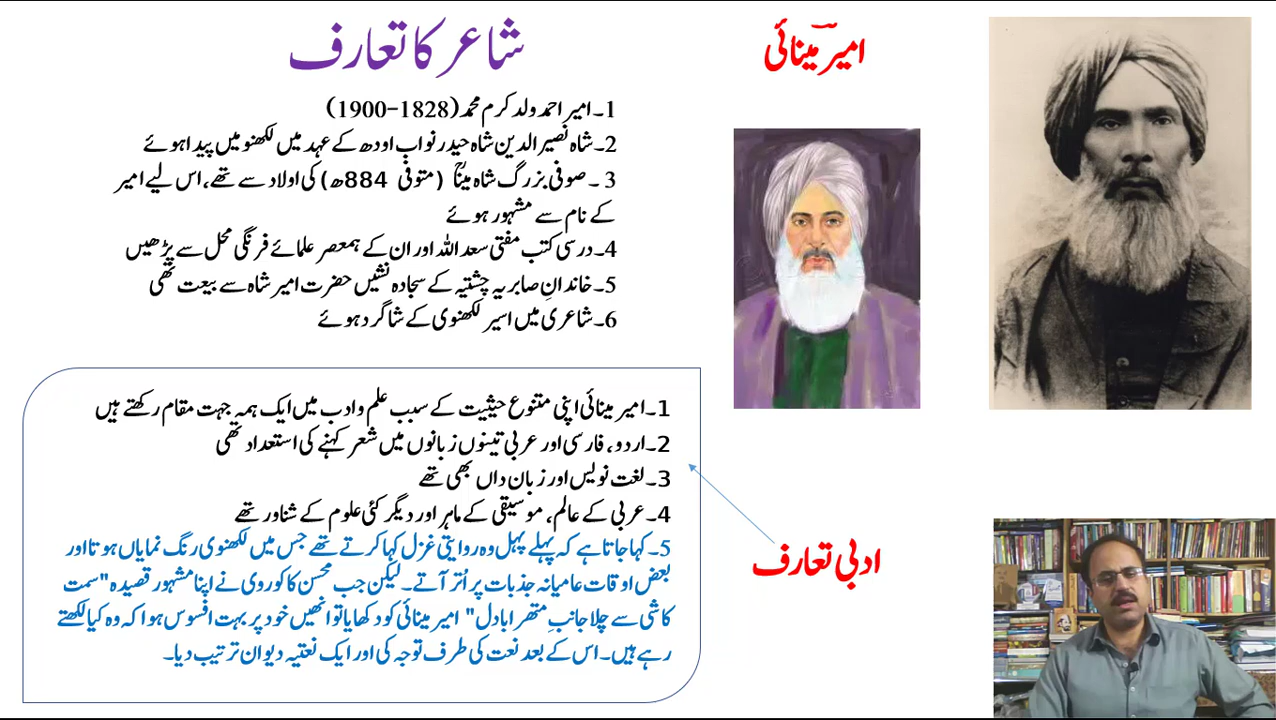 شاعر کا تعارف
امیر مینائی
1۔امیر احمد ولد کرم محمد (1828-1900)
2۔شاہ نصیر الدین شاہ حیدر نواب اودھ کے عہد میں لکھنو میں پیدا ہوئے
3 ۔صوفی بزرگ شاہ میناؒ (متوفی 884ھ) کی اولاد سے تھے، اس لیے امیر
کے نام سے مشہور ہوئے
4۔درسی کتب مفتی سعد اللہ اور ان کے ہمعصر علمائے فرنگی محل سے پڑھیں
5۔خاندانِ صابریہ چشتیہ کے سجادہ نشیں حضرت امیر شاہ سے بیعت تھی
6۔شاعری میں اسیر لکھنوی کے شاگرد ہوئے
1۔امیر مینائی اپنی متنوع حیثیت کے سبب علم و ادب میں ایک ہمہ جہت مقام رکھتے ہیں
2۔اردو، فارسی اور عربی تینوں زبانوں میں شعر کہنے کی استعداد تھی
3۔لغت نویس اور زبان داں بھی تھے
4۔عربی کے عالم، موسیقی کے ماہر اور دیگر کئی علوم کے شناور تھے
5۔کہا جاتا ہے کہ پہلے پہل وہ روایتی غزل کہا کرتے تھے جس میں لکھنوی رنگ نمایاں ہوتا اور
بعض اوقات عامیانہ جذبات پر اُتر آتے۔ لیکن جب محسن کاکوروی نے اپنا مشہور قصیدہ "سمت
کاشی سے چلا جانبِ متھرا بادل" امیر مینائی کو دکھایا تو انھیں خود پر بہت افسوس ہوا کہ وہ کیا لکھتے
رہے ہیں۔ اس کے بعد نعت کی طرف توجہ کی اور ایک نعتیہ دیوان ترتیب دیا۔
ادبی تعارف